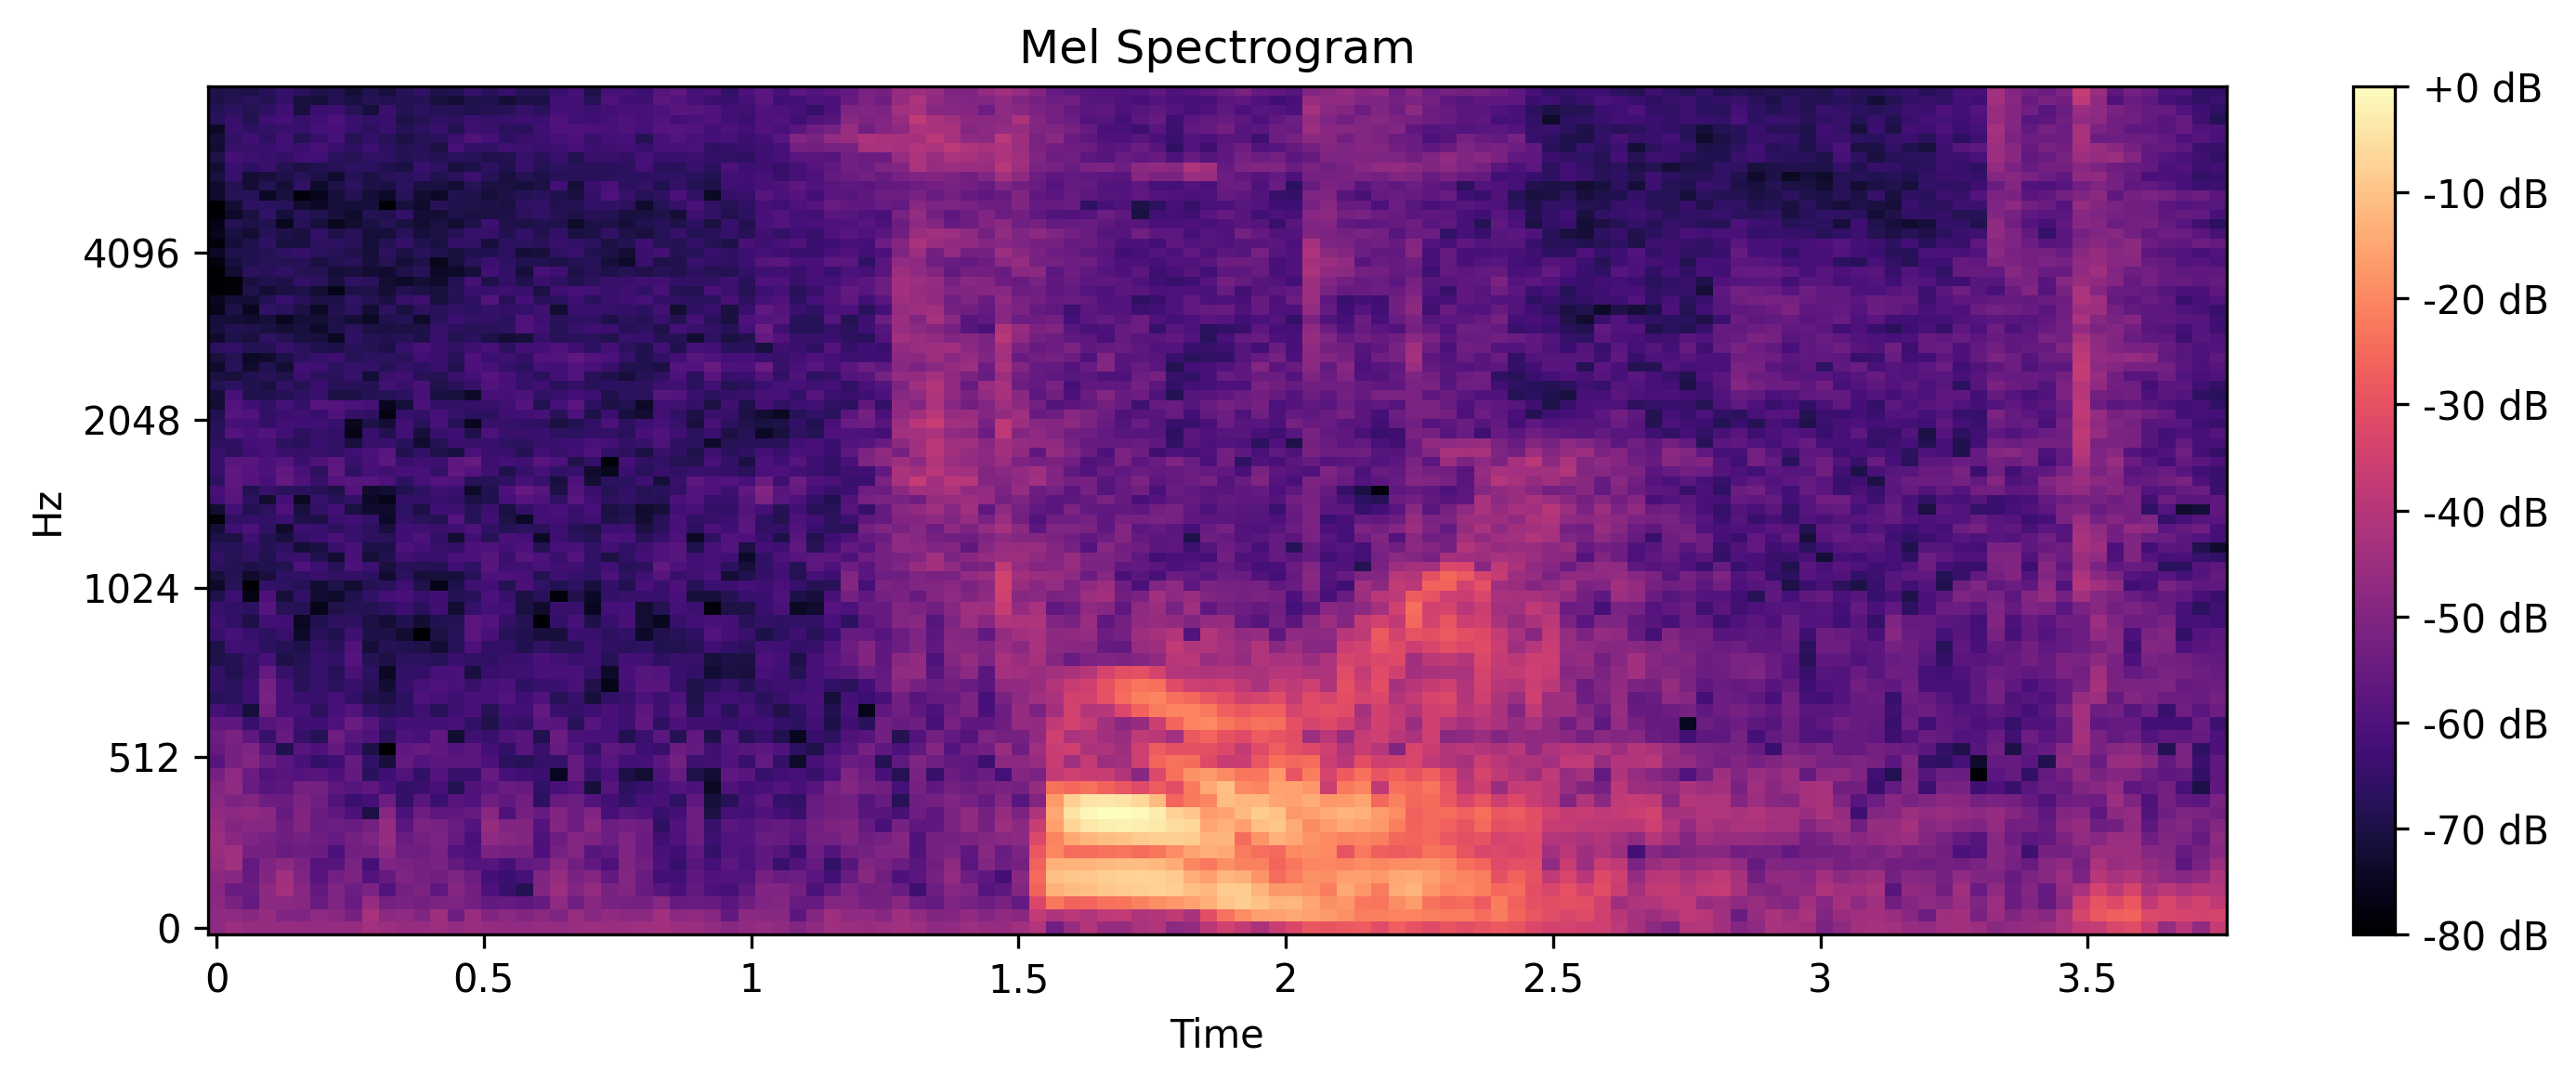 Mel Spectrogram
+0 dB
-10 dB
-20 dB
-30 dB
-40 dB
-50 dB
-60 dB
-70 dB
-80 dB
Hz
4096
2048
1024
512
0
0 0.5 1 1.5 2 2.5 3 3.5
Time